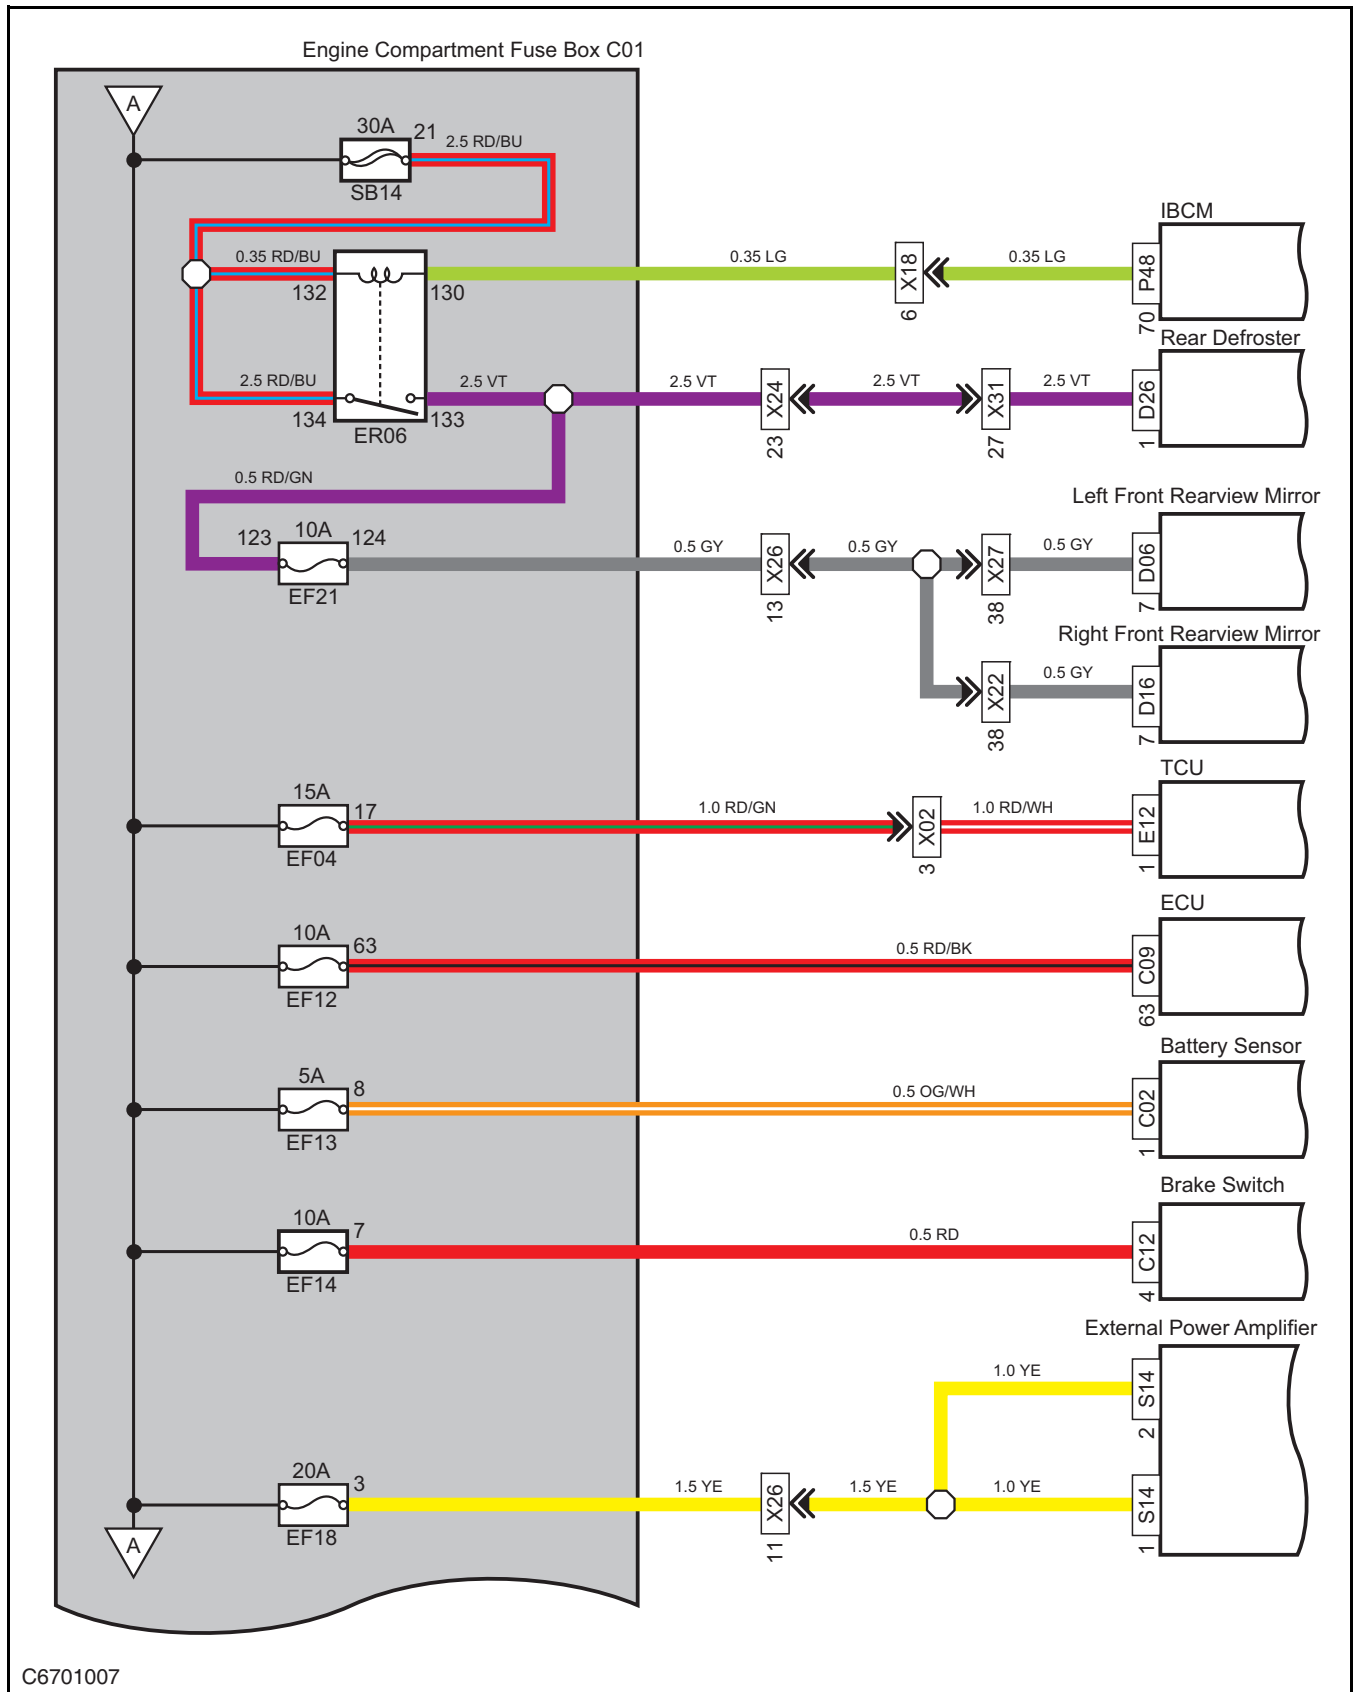 Engine Compartment Fuse Box C01
A
30A
21
2.5 RD/BU
SB14
IBCM
0.35 RD/BU
0.35 LG
0.35 LG
132
130
X18
6
P48
70
Rear Defroster
2.5 RD/BU
2.5 VT
2.5 VT
2.5 VT
2.5 VT
134
133
ER06
X24
23
X31
27
D26
1
0.5 RD/GN
Left Front Rearview Mirror
123
10A
124
0.5 GY
0.5 GY
0.5 GY
EF21
X26
13
X27
38
D06
7
Right Front Rearview Mirror
0.5 GY
X22
38
D16
7
TCU
15A
17
1.0 RD/GN
1.0 RD/WH
EF04
X02
3
E12
1
ECU
10A
63
0.5 RD/BK
EF12
C09
63
Battery Sensor
5A
8
0.5 OG/WH
EF13
C02
1
Brake Switch
10A
7
0.5 RD
EF14
C12
4
External Power Amplifier
1.0 YE
S14
2
20A
3
1.5 YE
1.5 YE
1.0 YE
EF18
X26
11
S14
1
A
C6701007